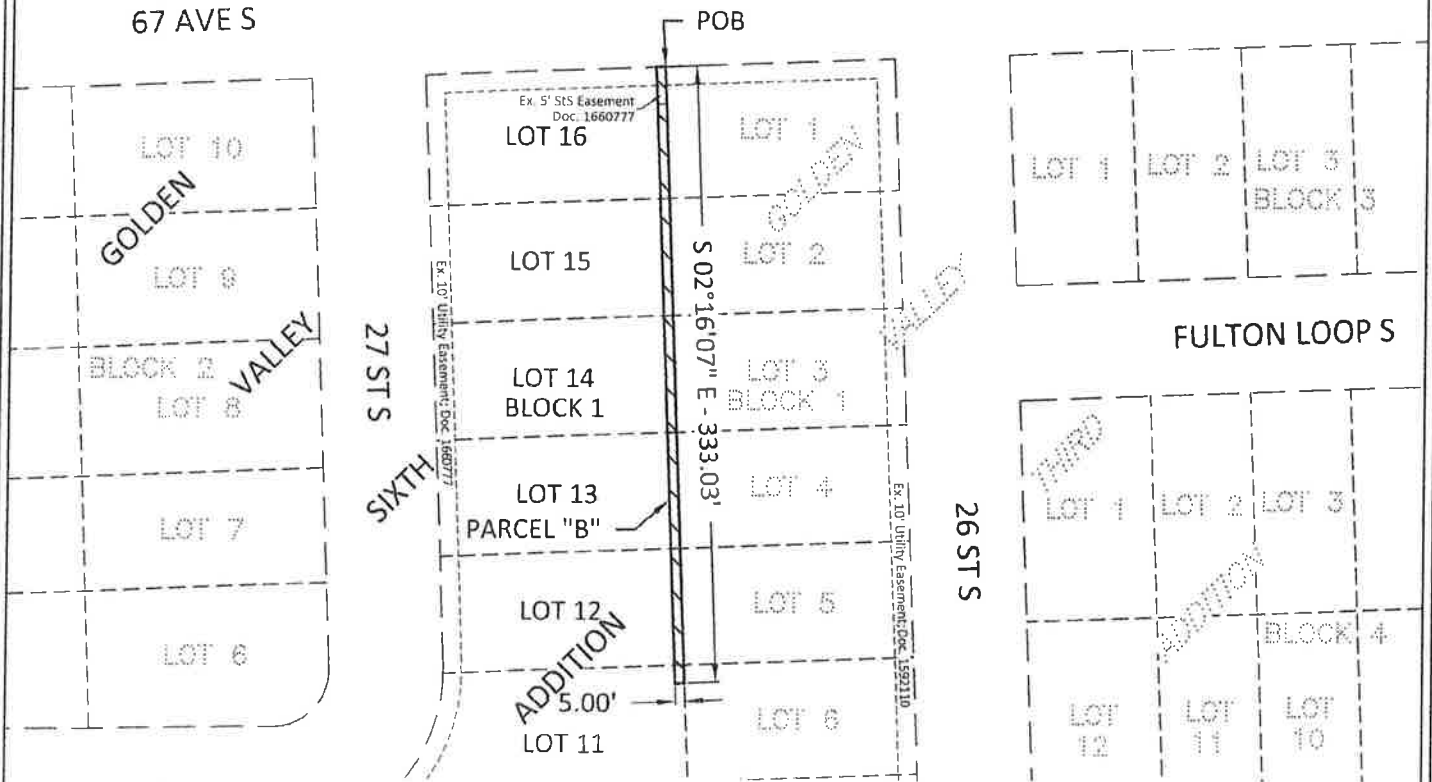 67 AVE S
POB
Ex. 5' StS Easement
Doc. 1660777
LOT 10
LOT 16
LOT 1
GOLDEN
LOT 1
LOT 2
LOT 3
BLOCK 3
GOLDEN
LOT 9
LOT 15
LOT 2
VALLEY
S 02°16'07" E - 333.03'
Ex. 10' Utility Easement; Doc. 1660777
27 ST S
FULTON LOOP S
BLOCK 2
VALLEY
LOT 8
LOT 14
BLOCK 1
LOT 3
BLOCK 1
SIXTH
THIRD
LOT 7
LOT 13
PARCEL "B"
LOT 4
26 ST S
Ex. 10' Utility Easement; Doc. 1592110
LOT 1
LOT 2
LOT 3
ADDITION
LOT 6
LOT 12
LOT 5
BLOCK 4
ADDITION
5.00'
LOT 11
LOT 6
LOT
12
LOT
11
LOT
10